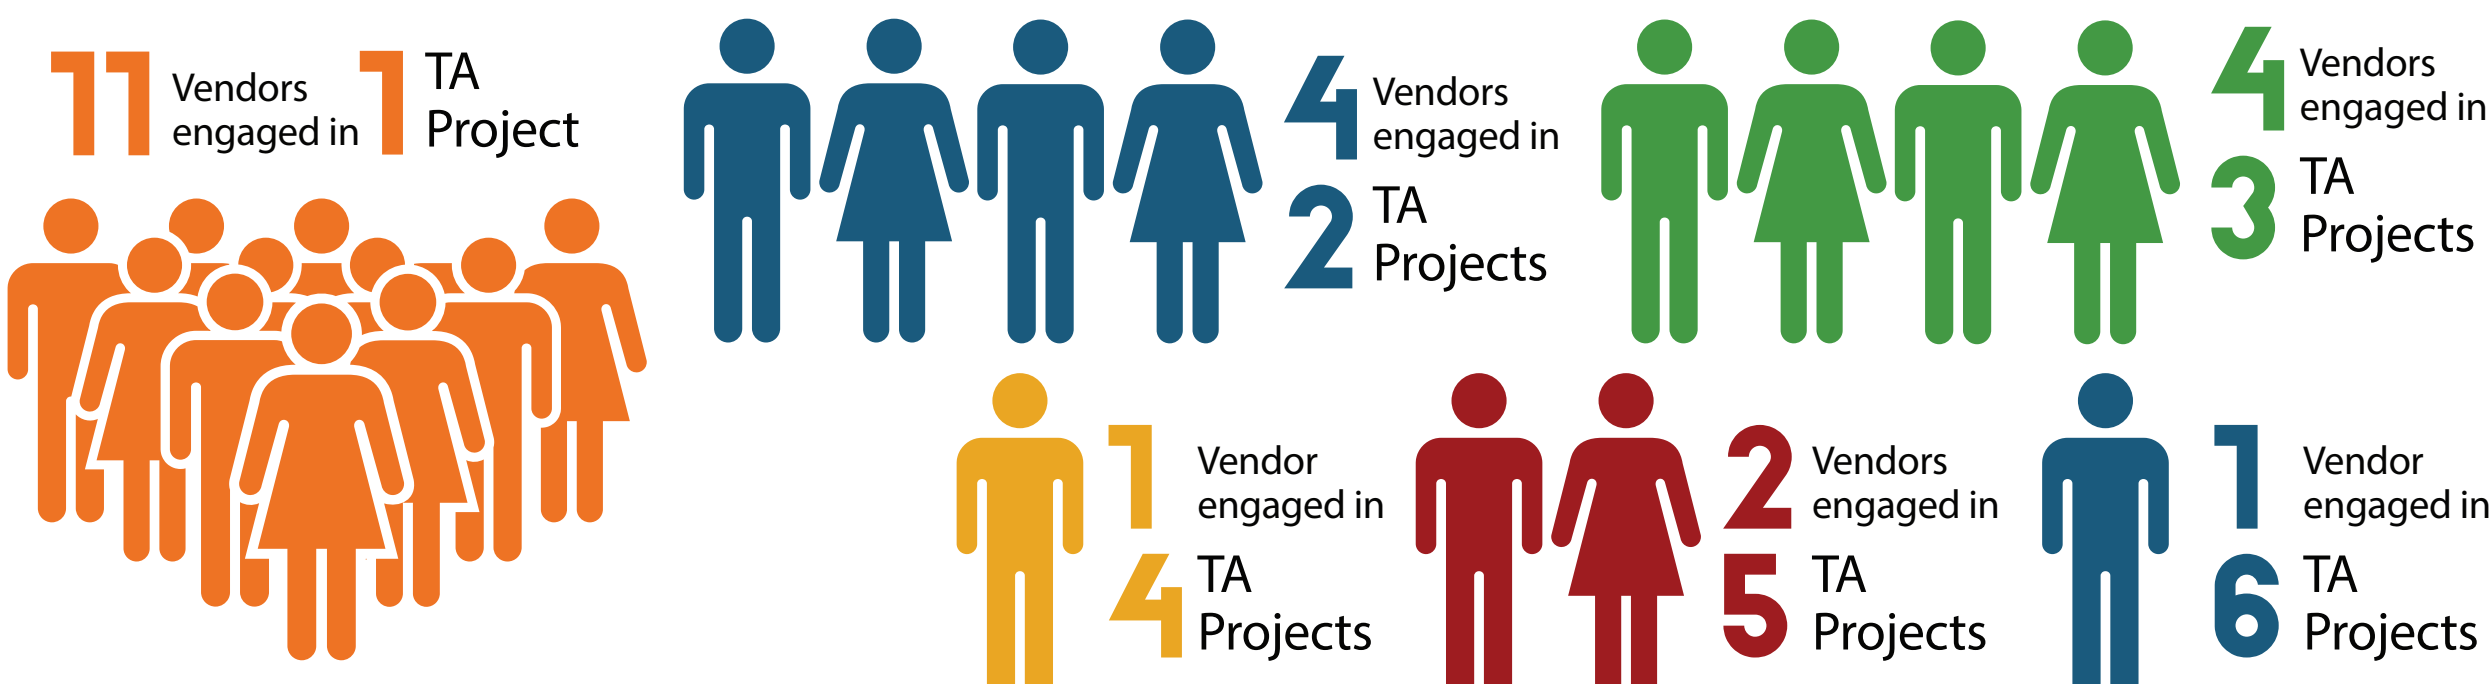 11 Vendors engaged in 1 TA Project
4 Vendors
engaged in
2 TA
Projects
4 Vendors
engaged in
3 TA
Projects
1 Vendor
engaged in
4 TA
Projects
2 Vendors
engaged in
5 TA
Projects
1 Vendor
engaged in
6 TA
Projects